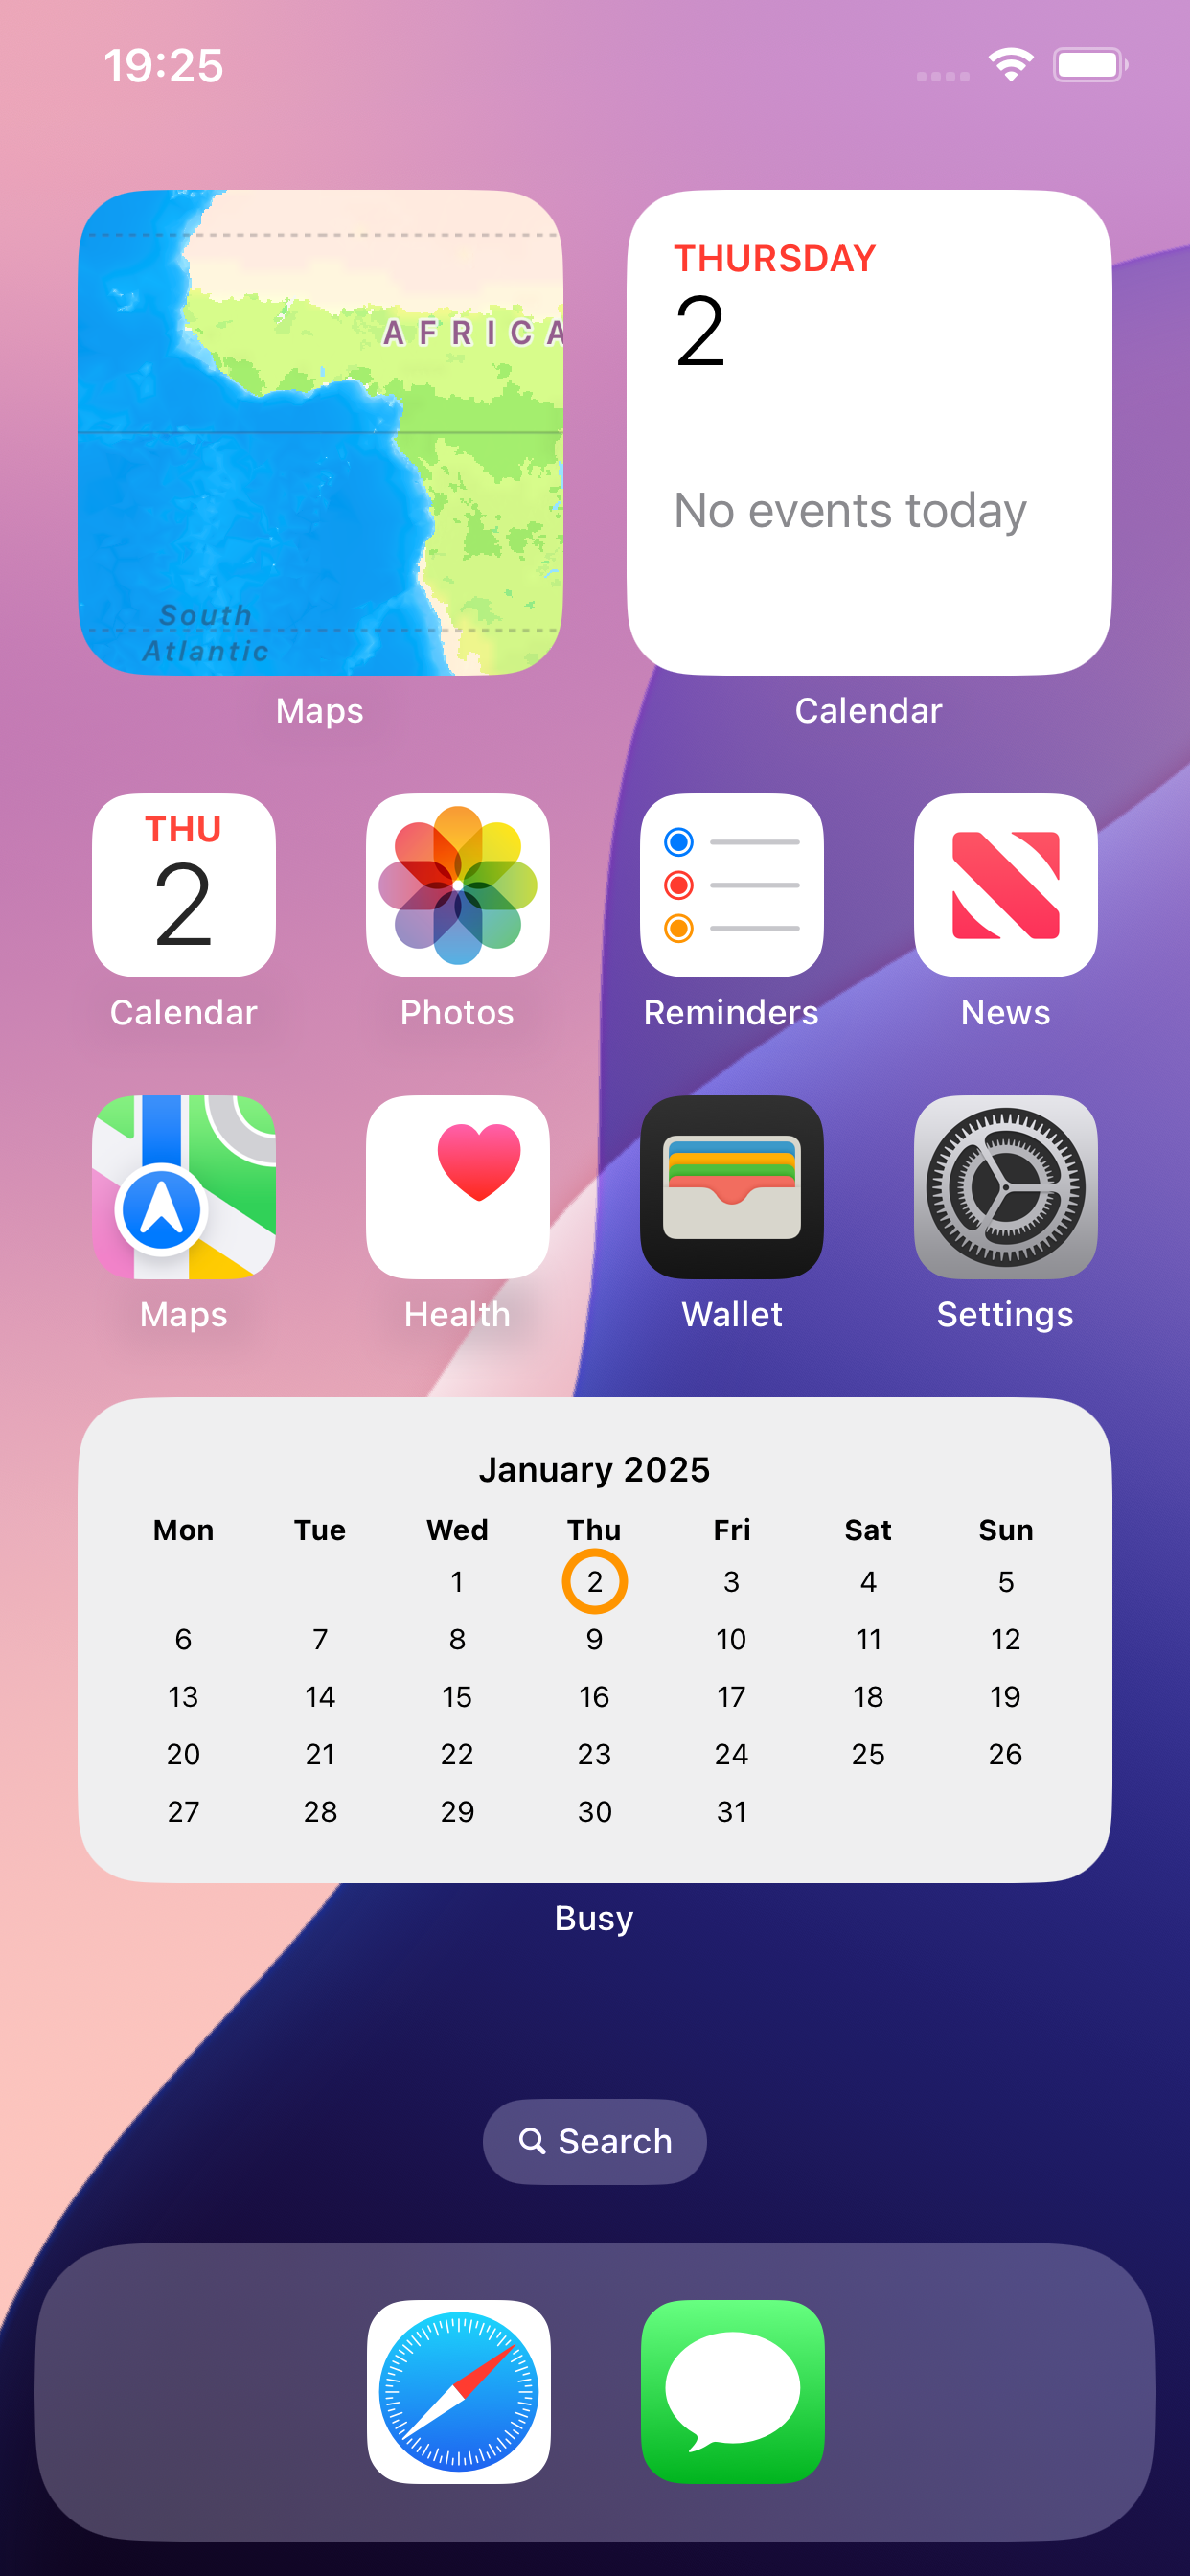 19:25
AFRICA
South
Atlantic
Maps
THURSDAY
2
No events today
Calendar
THU
2
Calendar
Photos
Reminders
News
Maps
Health
Wallet
Settings
January 2025
Mon Tue Wed Thu Fri Sat Sun
1 2 3 4 5
6 7 8 9 10 11 12
13 14 15 16 17 18 19
20 21 22 23 24 25 26
27 28 29 30 31
Busy
Search